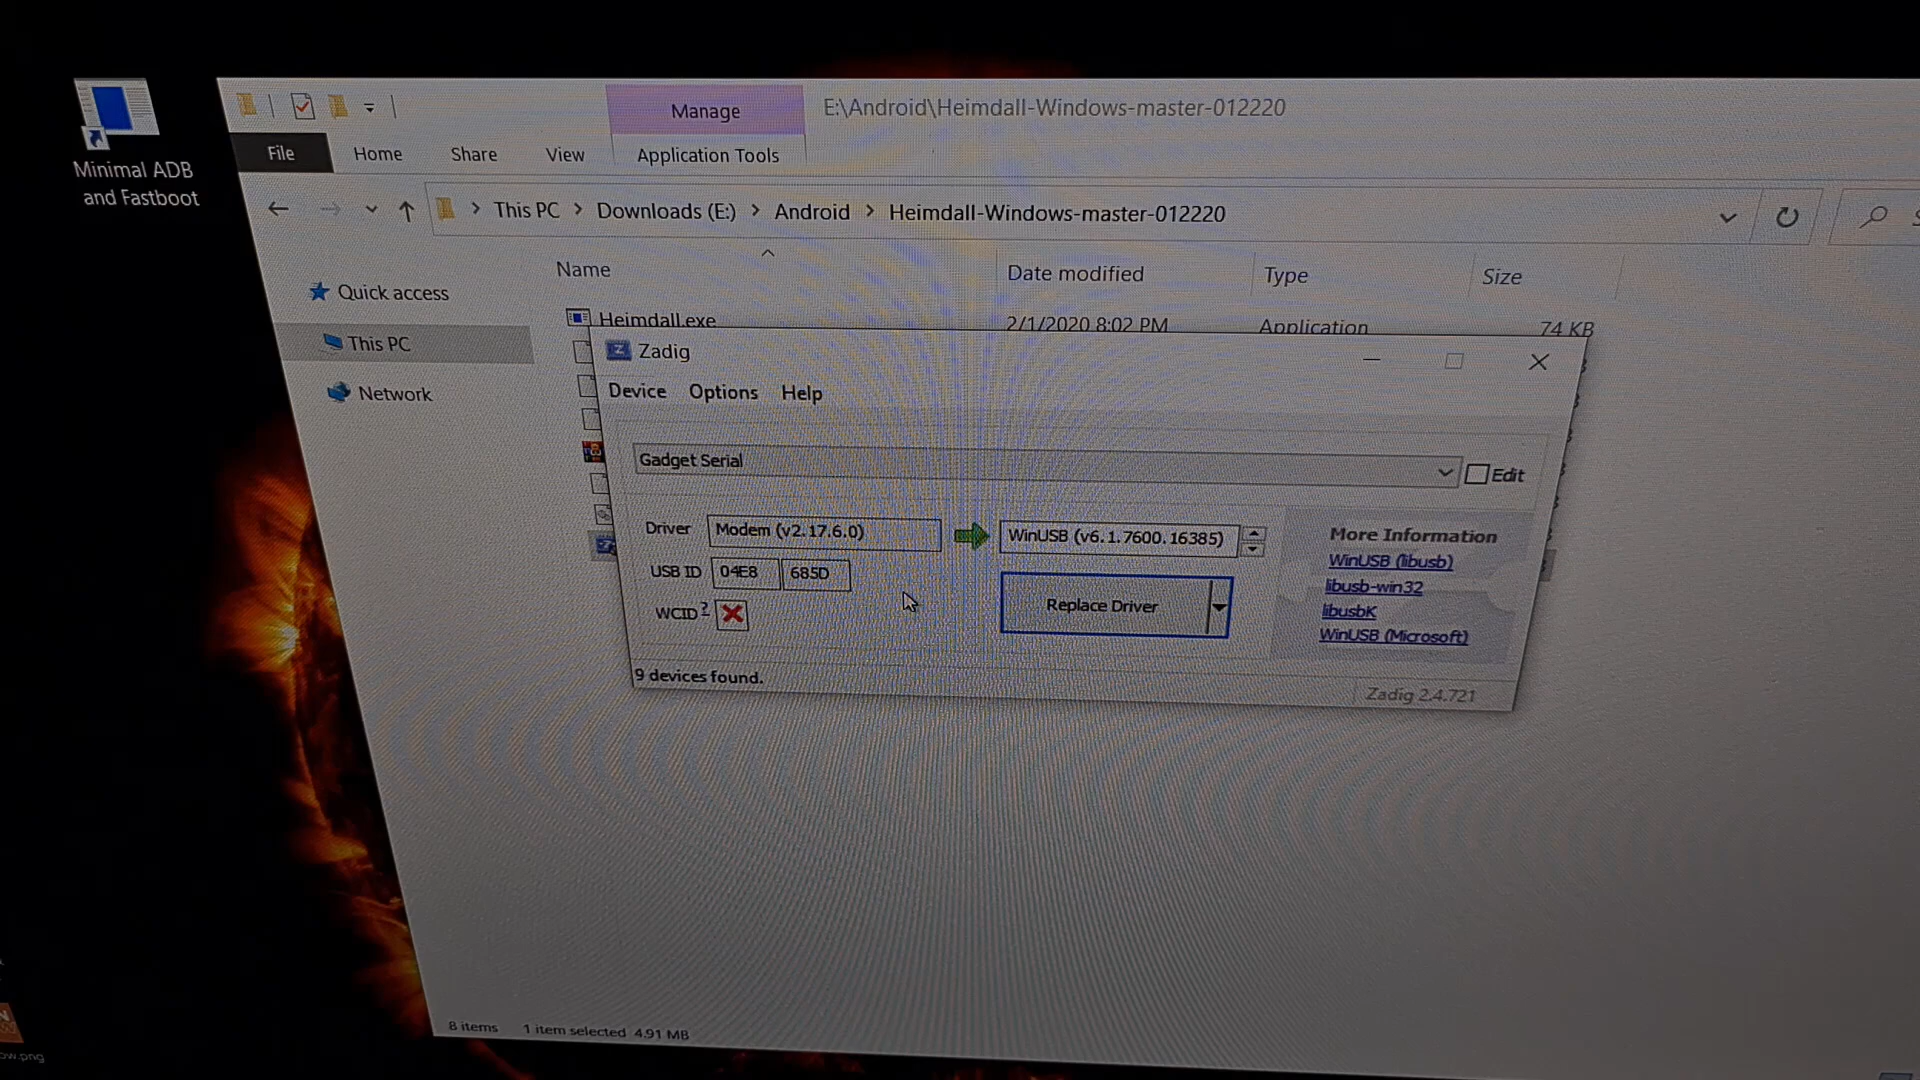 Minimal ADB
and Fastboot
Manage
E:\Android\Heimdall-Windows-master-012220
File
Home
Share
View
Application Tools
This PC > Downloads (E:) > Android > Heimdall-Windows-master-012220
Quick access
This PC
Network
Name
Date modified
Type
Size
Heimdall.exe
2/1/2020 8:02 PM
Application
74 KB
Zadig
Device
Options
Help
Gadget Serial
Edit
Driver
Modem (v2.17.6.0)
WinUSB (v6.1.7600.16385)
USB ID
04E8
685D
WCID ?
Replace Driver
More Information
WinUSB (libusb)
libusb-win32
libusbK
WinUSB (Microsoft)
9 devices found.
Zadig 2.4.721
8 items
1 item selected 4.91 MB